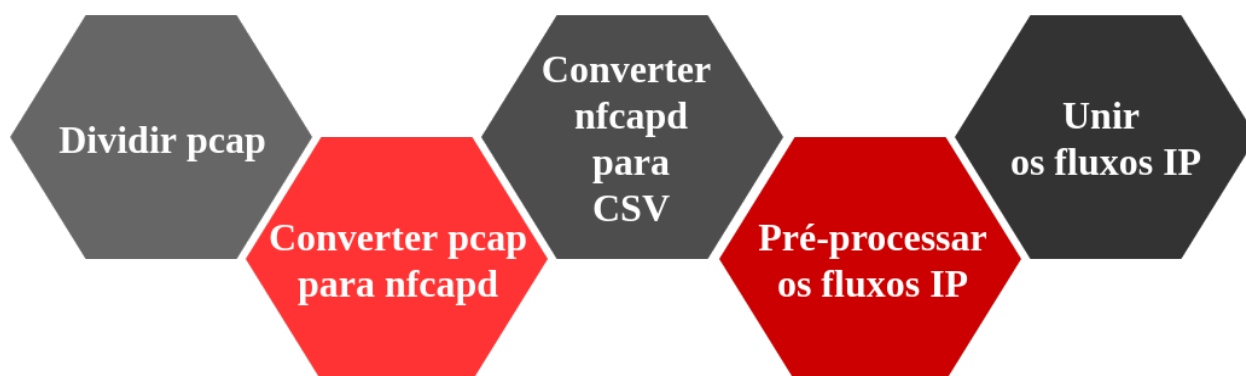 Dividir pcap
Converter pcap
para nfcapd
Converter
nfcapd
para
CSV
Pré-processar
os fluxos IP
Unir
os fluxos IP